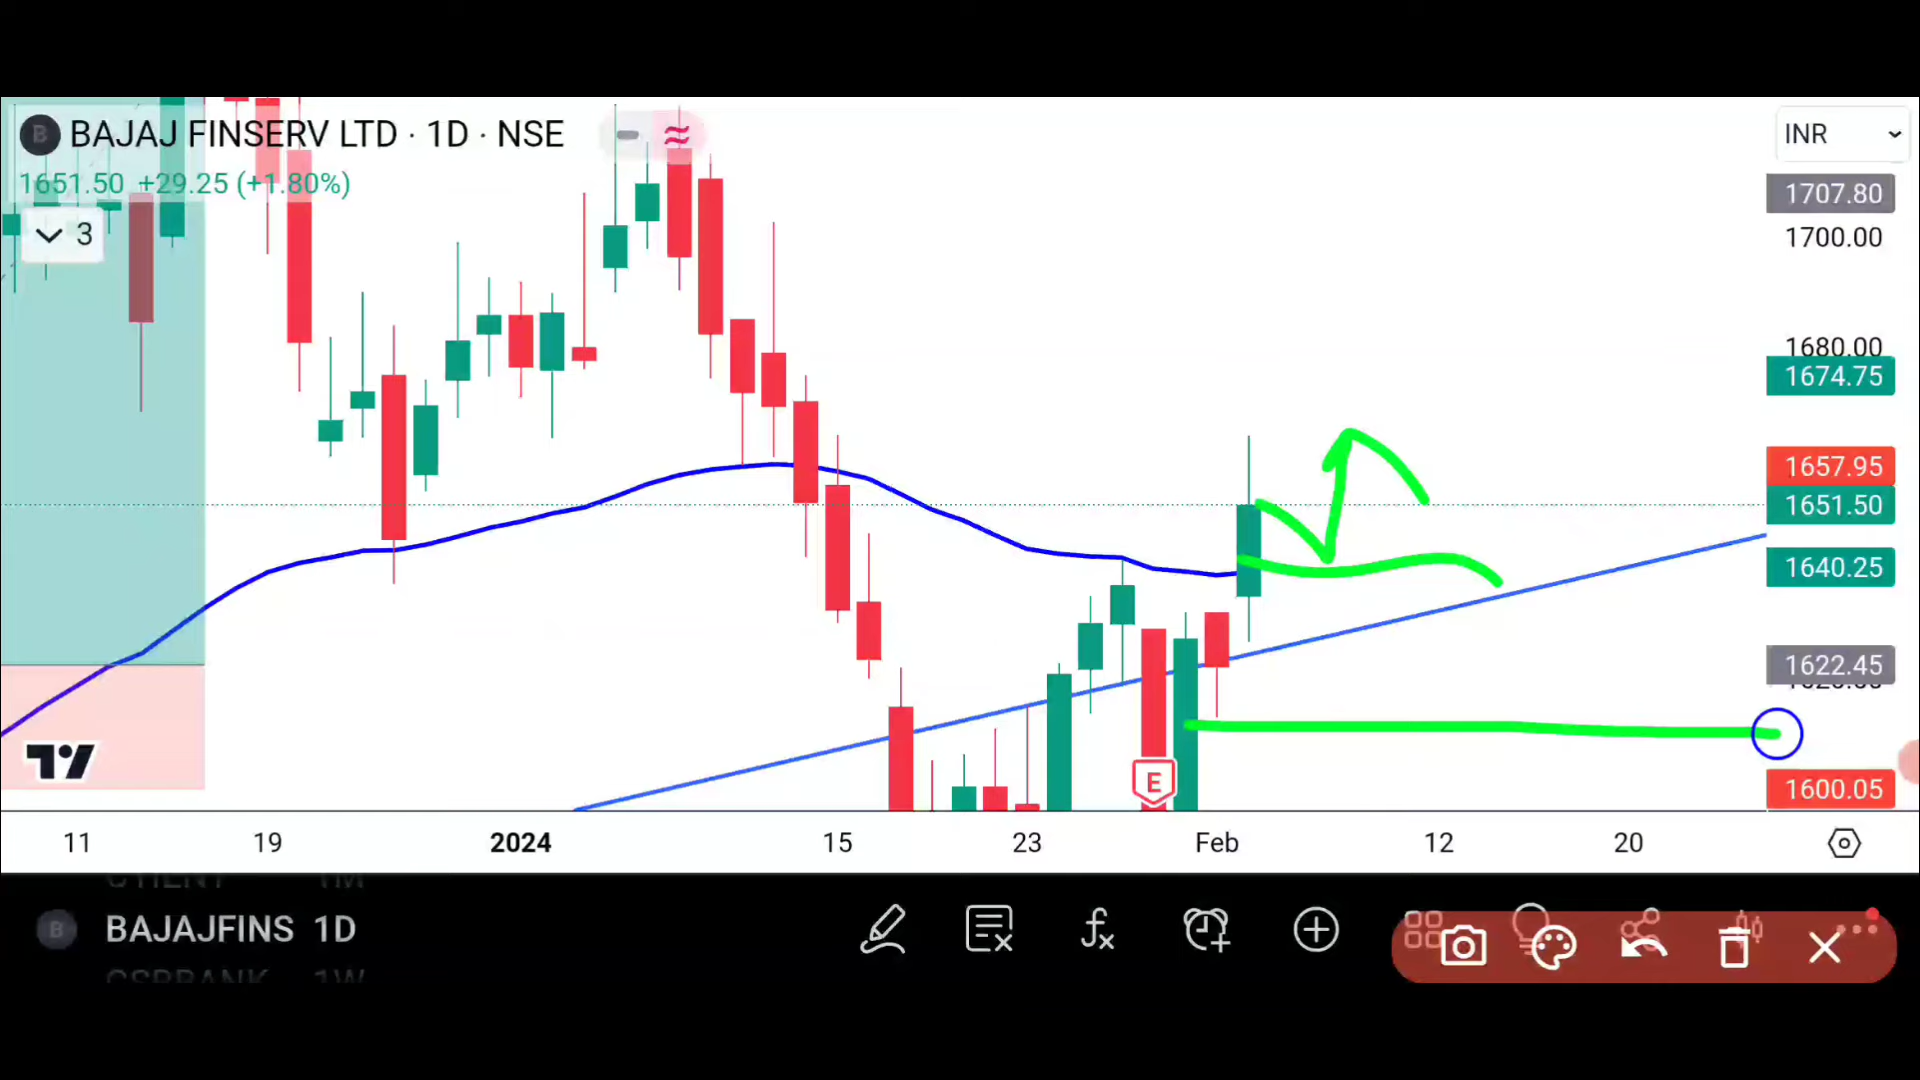 B BAJAJ FINSERV LTD · 1D · NSE
1651.50 +29.25 (+1.80%)
3
INR
1707.80
1700.00
1680.00
1674.75
1657.95
1651.50
1640.25
1622.45
1600.05
E
11 19 2024 15 23 Feb 12 20
B BAJAJFINS 1D
CSBBANK 1W